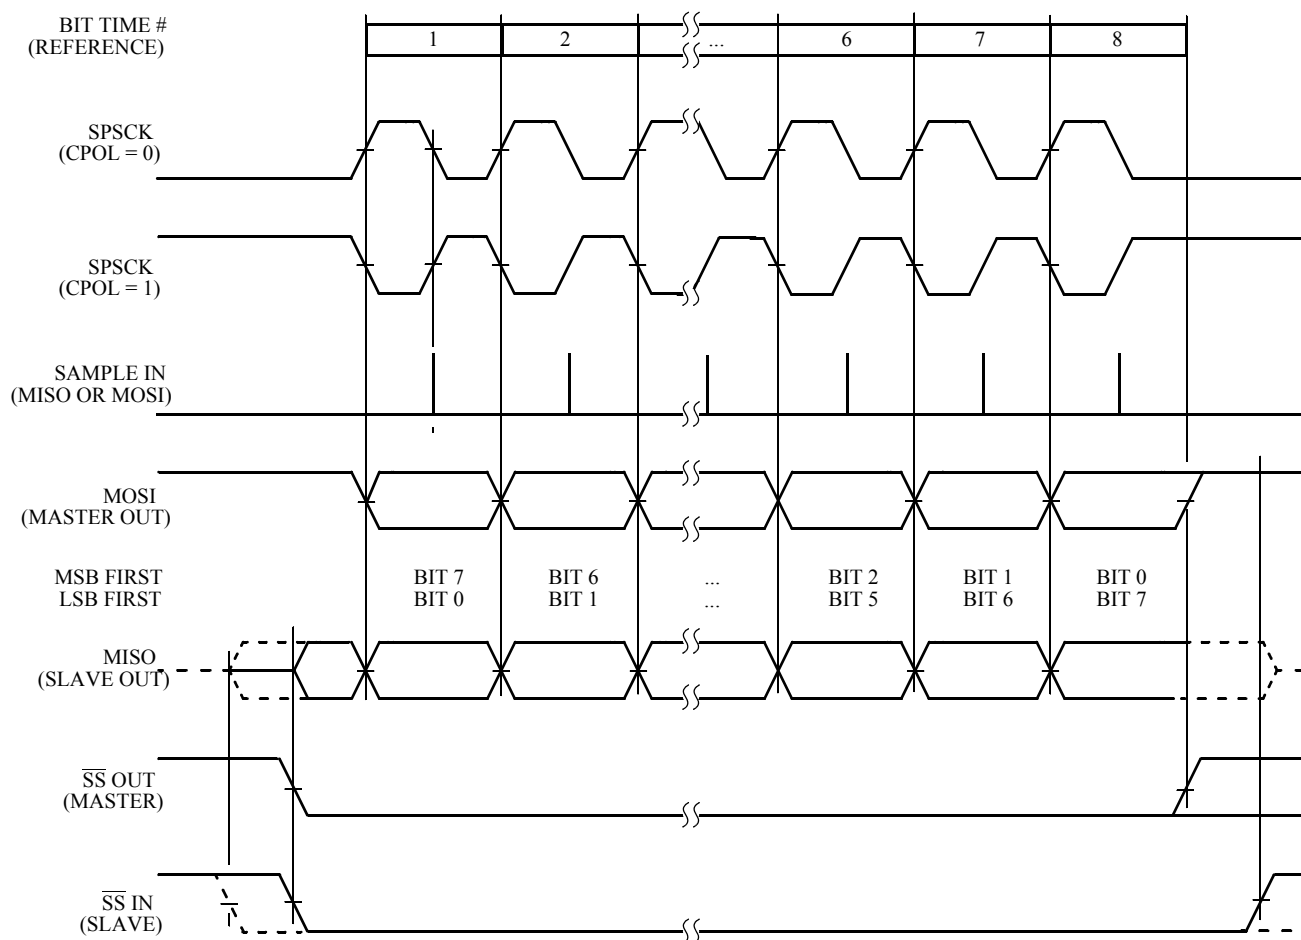 BIT TIME #
(REFERENCE)
1 2 ... 6 7 8
SPSCK
(CPOL = 0)
SPSCK
(CPOL = 1)
SAMPLE IN
(MISO OR MOSI)
MOSI
(MASTER OUT)
MSB FIRST BIT 7 BIT 6 ... BIT 2 BIT 1 BIT 0
LSB FIRST BIT 0 BIT 1 ... BIT 5 BIT 6 BIT 7
MISO
(SLAVE OUT)
S̅S̅ OUT
(MASTER)
S̅S̅ IN
(SLAVE)